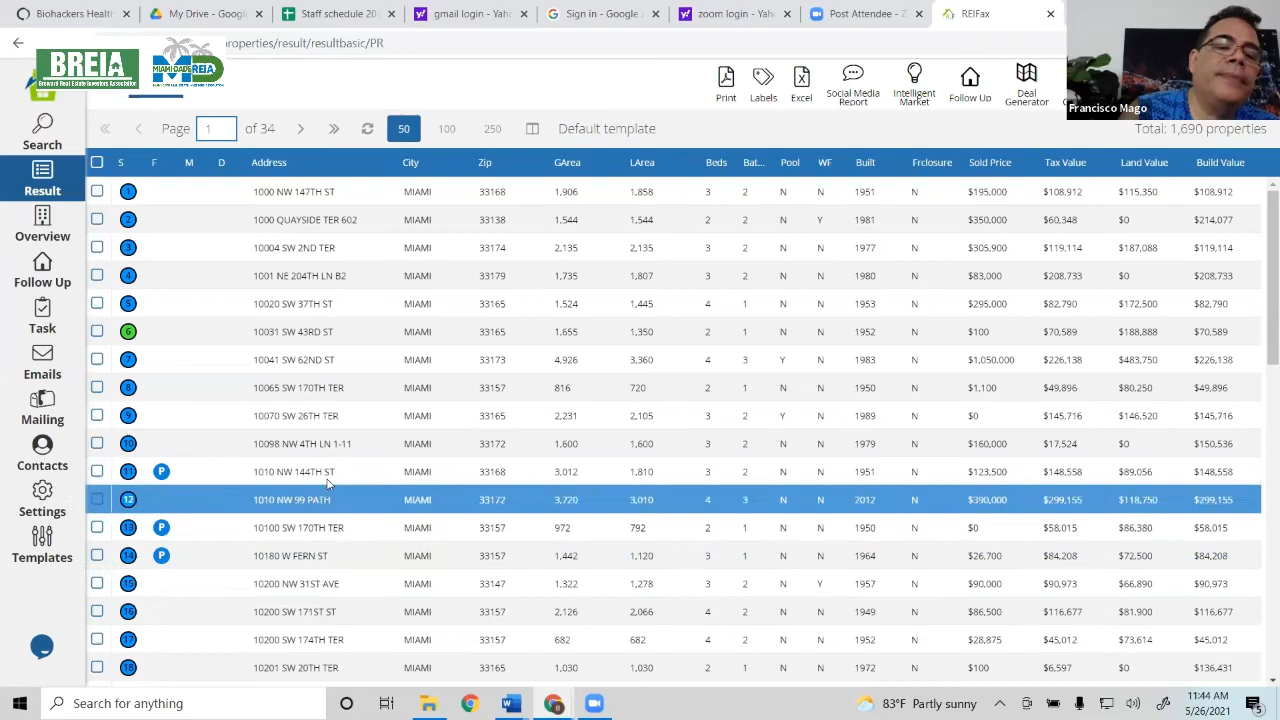 Biohackers Health
My Drive - Google
Staff schedule 20
gmail login - Yahoo
Sign in - Google
zoom login - Yaho
Post Attendee - Z
REIFax
properties/result/resultbasic/PR
BREIA
Broward Real Estate Investors Association
MIAMI-DADE REIA
Francisco Mago
Print
Labels
Excel
Social Media Report
Intelligent Market
Follow Up
Deal Generator
Page 1 of 34 50 100 250 Default template Total: 1,690 properties
S F M D Address City Zip GArea LArea Beds Bat... Pool WF Built Frclosure Sold Price Tax Value Land Value Build Value
1 1000 NW 147TH ST MIAMI 33168 1,906 1,858 3 2 N N 1951 N $195,000 $108,912 $115,350 $108,912
2 1000 QUAYSIDE TER 602 MIAMI 33138 1,544 1,544 2 2 N Y 1981 N $350,000 $60,348 $0 $214,077
3 10004 SW 2ND TER MIAMI 33174 2,135 2,135 3 2 N N 1977 N $305,900 $119,114 $187,088 $119,114
4 1001 NE 204TH LN B2 MIAMI 33179 1,735 1,807 3 2 N N 1980 N $83,000 $208,733 $0 $208,733
5 10020 SW 37TH ST MIAMI 33165 1,524 1,445 4 1 N N 1953 N $295,000 $82,790 $172,500 $82,790
6 10031 SW 43RD ST MIAMI 33165 1,655 1,350 2 1 N N 1952 N $100 $70,589 $188,888 $70,589
7 10041 SW 62ND ST MIAMI 33173 4,926 3,360 4 3 Y N 1983 N $1,050,000 $226,138 $483,750 $226,138
8 10065 SW 170TH TER MIAMI 33157 816 720 2 1 N N 1950 N $1,100 $49,896 $80,250 $49,896
9 10070 SW 26TH TER MIAMI 33165 2,231 2,105 3 2 Y N 1989 N $0 $145,716 $146,520 $145,716
10 10098 NW 4TH LN 1-11 MIAMI 33172 1,600 1,600 3 2 N N 1979 N $160,000 $17,524 $0 $150,536
11 P 1010 NW 144TH ST MIAMI 33168 3,012 1,810 3 2 N N 1951 N $123,500 $148,558 $89,056 $148,558
12 1010 NW 99 PATH MIAMI 33172 3,720 3,010 4 3 N N 2012 N $390,000 $299,155 $118,750 $299,155
13 P 10100 SW 170TH TER MIAMI 33157 972 792 2 1 N N 1950 N $0 $58,015 $86,380 $58,015
14 P 10180 W FERN ST MIAMI 33157 1,442 1,120 3 1 N N 1964 N $26,700 $84,208 $72,500 $84,208
15 10200 NW 31ST AVE MIAMI 33147 1,322 1,278 3 2 N Y 1957 N $90,000 $90,973 $66,890 $90,973
16 10200 SW 171ST ST MIAMI 33157 2,126 2,066 4 2 N N 1949 N $86,500 $116,677 $81,900 $116,677
17 10200 SW 174TH TER MIAMI 33157 682 682 4 2 N N 1952 N $28,875 $45,012 $73,614 $45,012
18 10201 SW 20TH TER MIAMI 33165 1,030 1,030 2 1 N N 1972 N $100 $6,597 $0 $136,431
Search
Result
Overview
Follow Up
Task
Emails
Mailing
Contacts
Settings
Templates
Search for anything
83°F Partly sunny
11:44 AM
5/26/2021
5